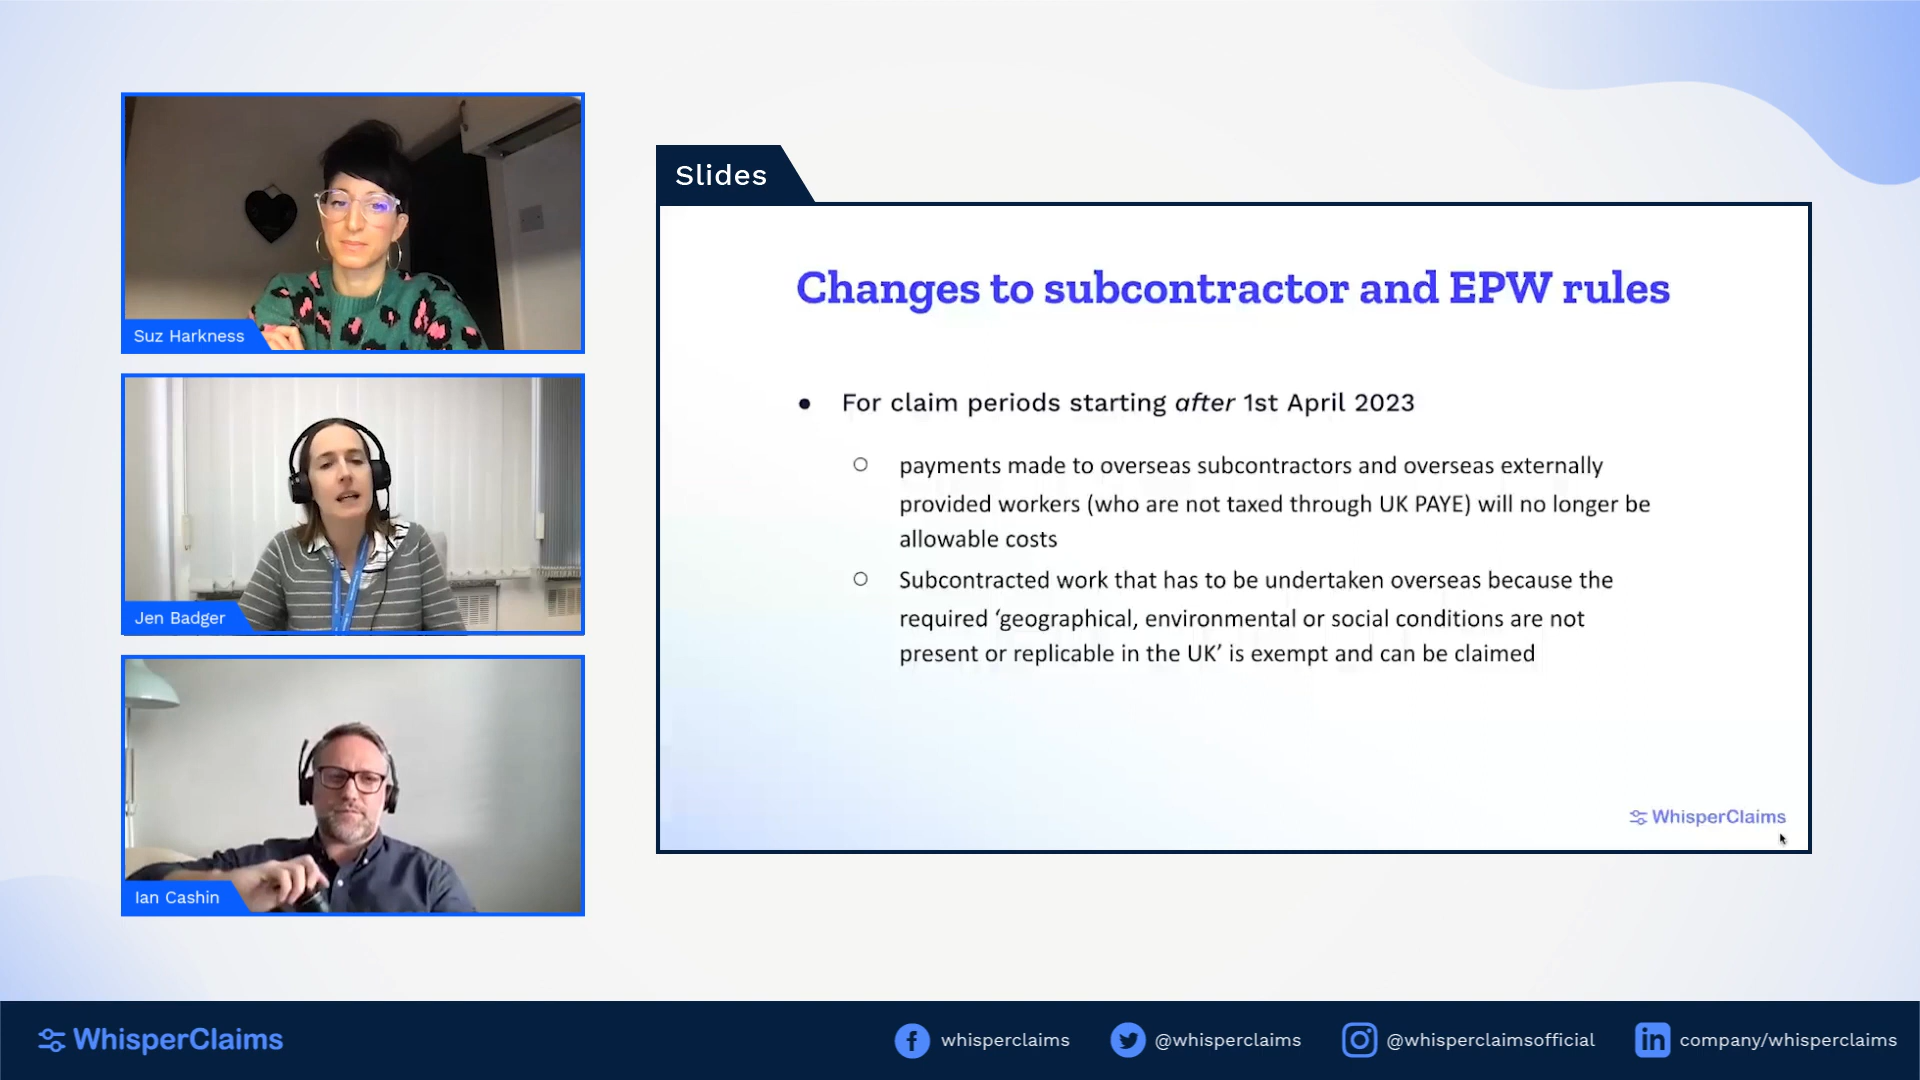 Suz Harkness
Jen Badger
Ian Cashin
Slides
Changes to subcontractor and EPW rules
● For claim periods starting after 1st April 2023
○ payments made to overseas subcontractors and overseas externally
provided workers (who are not taxed through UK PAYE) will no longer be
allowable costs
○ Subcontracted work that has to be undertaken overseas because the
required ‘geographical, environmental or social conditions are not
present or replicable in the UK’ is exempt and can be claimed
WhisperClaims
WhisperClaims
whisperclaims
@whisperclaims
@whisperclaimsofficial
company/whisperclaims